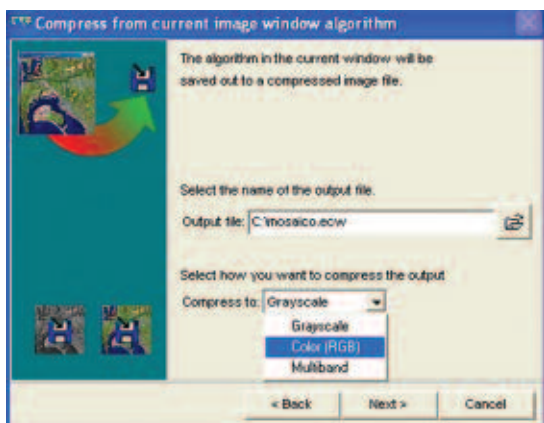 Compress from current image window algorithm
The algorithm in the current window will be
saved out to a compressed image file.
Select the name of the output file.
Output file: C:\mosaico.ecw
Select how you want to compress the output
Compress to: Grayscale
Grayscale
Color (RGB)
Multiband
< Back Next > Cancel